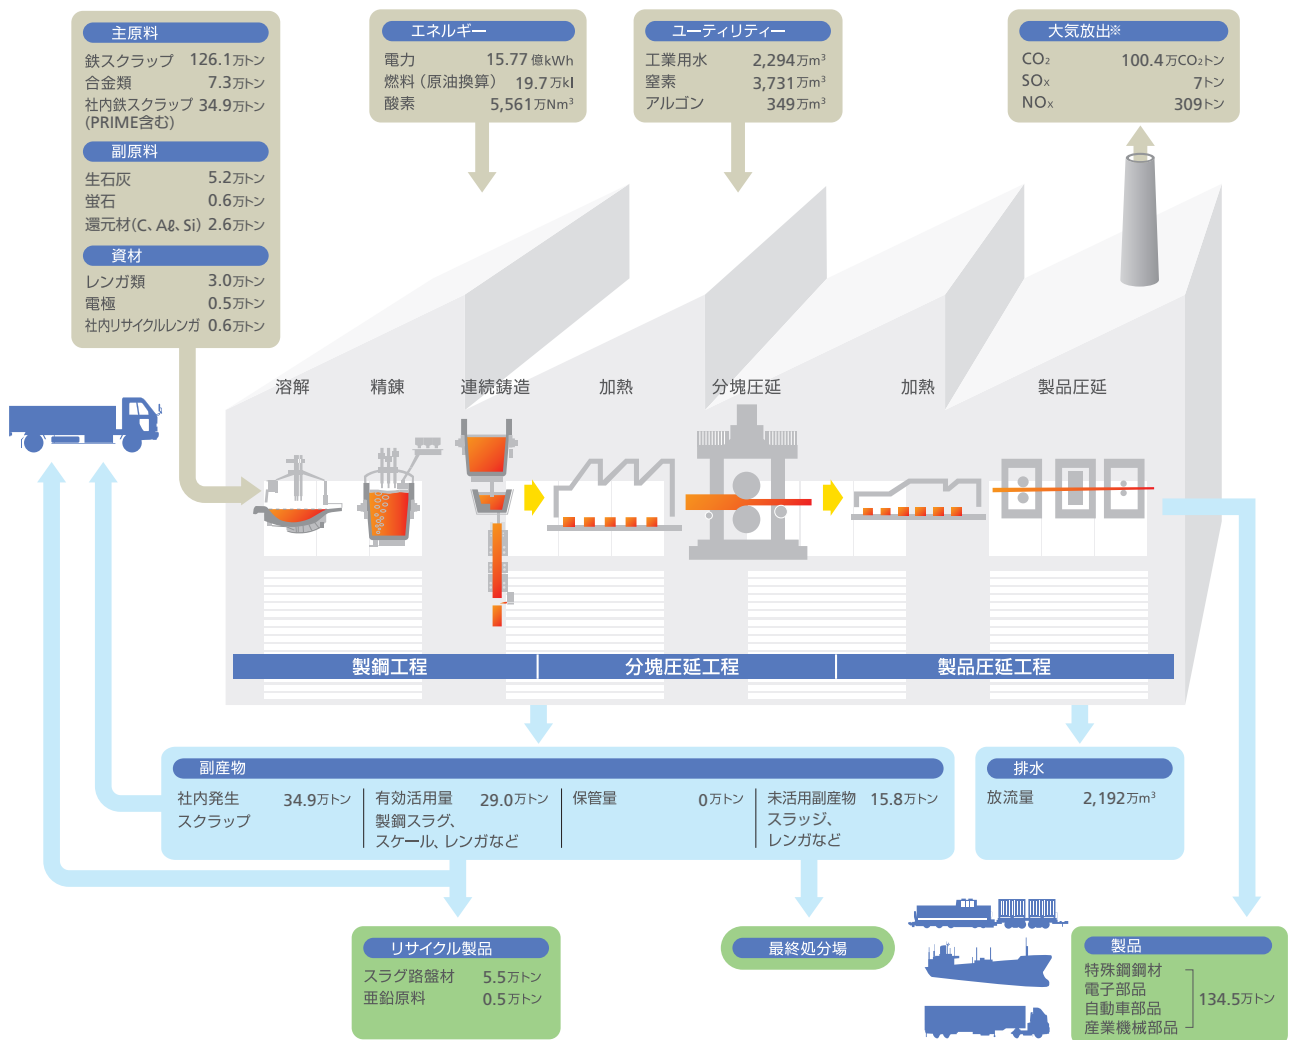 主原料
鉄スクラップ 126.1万トン
合金類 7.3万トン
社内鉄スクラップ 34.9万トン
(PRIME含む)
副原料
生石灰 5.2万トン
蛍石 0.6万トン
還元材(C、Aℓ、Si) 2.6万トン
資材
レンガ類 3.0万トン
電極 0.5万トン
社内リサイクルレンガ 0.6万トン
エネルギー
電力 15.77 億kWh
燃料（原油換算） 19.7万kl
酸素 5,561万Nm³
ユーティリティー
工業用水 2,294万m³
窒素 3,731万m³
アルゴン 349万m³
大気放出※
CO₂ 100.4万CO₂トン
SOx 7トン
NOx 309トン
溶解 精錬 連続鋳造 加熱 分塊圧延 加熱 製品圧延
製鋼工程 分塊圧延工程 製品圧延工程
副産物
社内発生 34.9万トン
スクラップ
有効活用量 29.0万トン
製鋼スラグ、
スケール、レンガなど
保管量 0万トン
未活用副産物 15.8万トン
スラッジ、
レンガなど
排水
放流量 2,192万m³
リサイクル製品
スラグ路盤材 5.5万トン
亜鉛原料 0.5万トン
最終処分場
製品
特殊鋼鋼材
電子部品
自動車部品
産業機械部品
134.5万トン